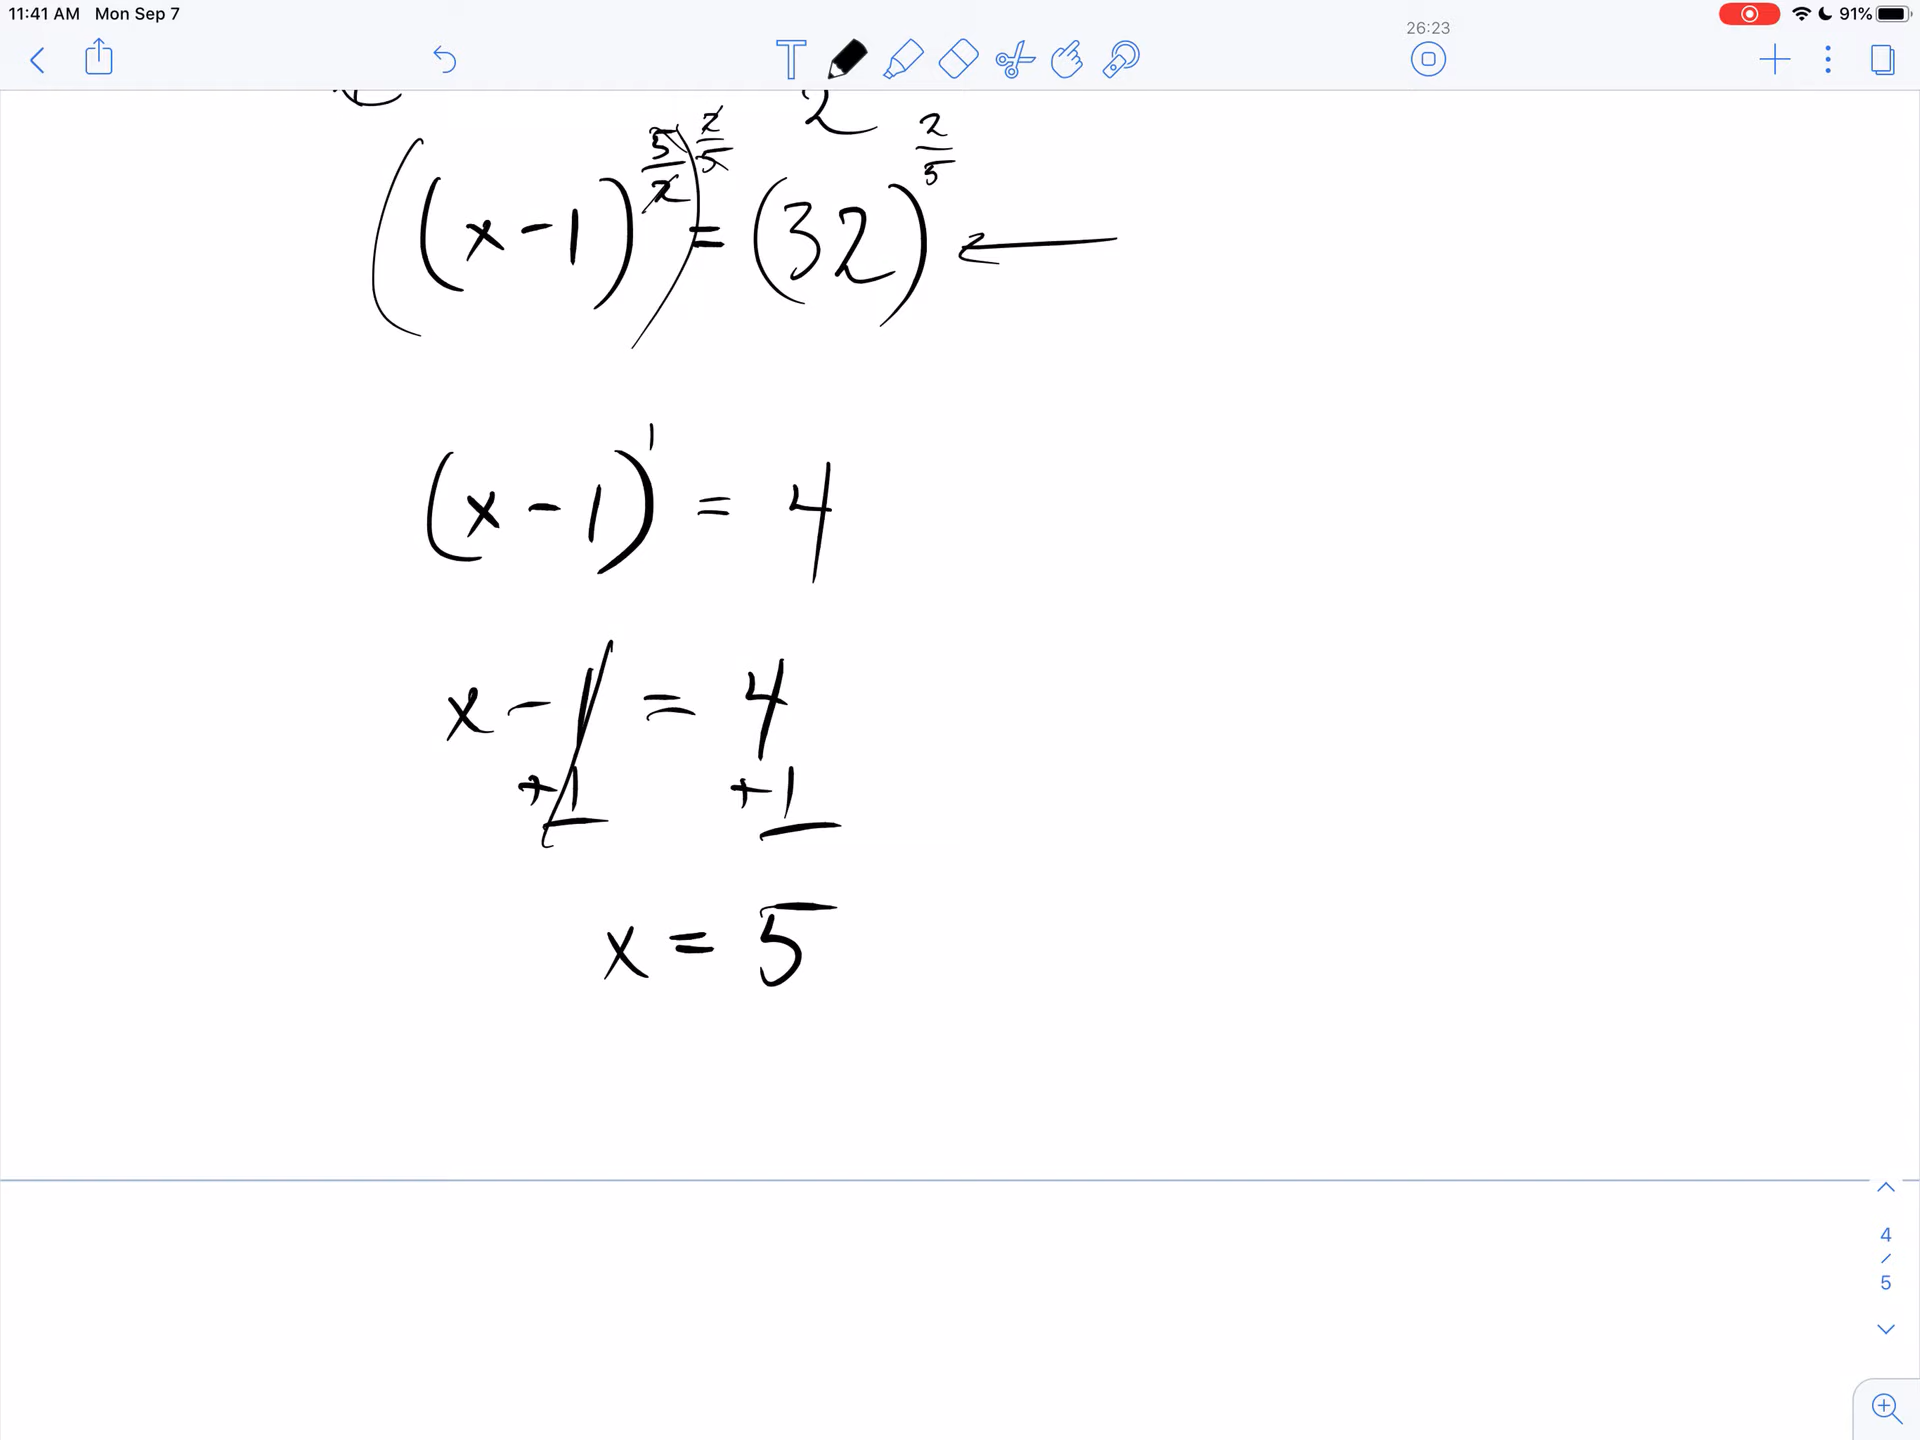 11:41 AM Mon Sep 7
91%
26:23
T
2
((x-1)^5/2)^2/5 = (32)^2/5 ←
(x-1)^1 = 4
x - 1 = 4
+1 +1
x = 5
4
/
5